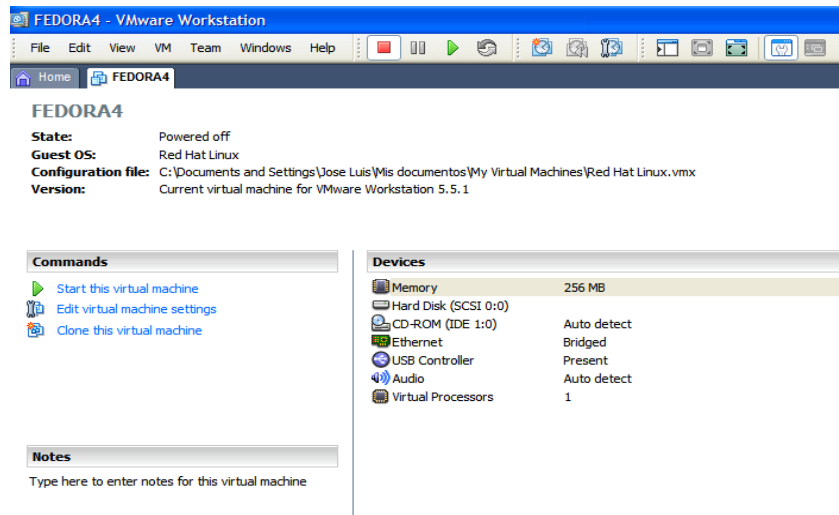 FEDORA4 - VMware Workstation
File Edit View VM Team Windows Help
Home FEDORA4
FEDORA4
State: Powered off
Guest OS: Red Hat Linux
Configuration file: C:\Documents and Settings\Jose Luis\Mis documentos\My Virtual Machines\Red Hat Linux.vmx
Version: Current virtual machine for VMware Workstation 5.5.1
Commands
Start this virtual machine
Edit virtual machine settings
Clone this virtual machine
Devices
Memory 256 MB
Hard Disk (SCSI 0:0)
CD-ROM (IDE 1:0) Auto detect
Ethernet Bridged
USB Controller Present
Audio Auto detect
Virtual Processors 1
Notes
Type here to enter notes for this virtual machine